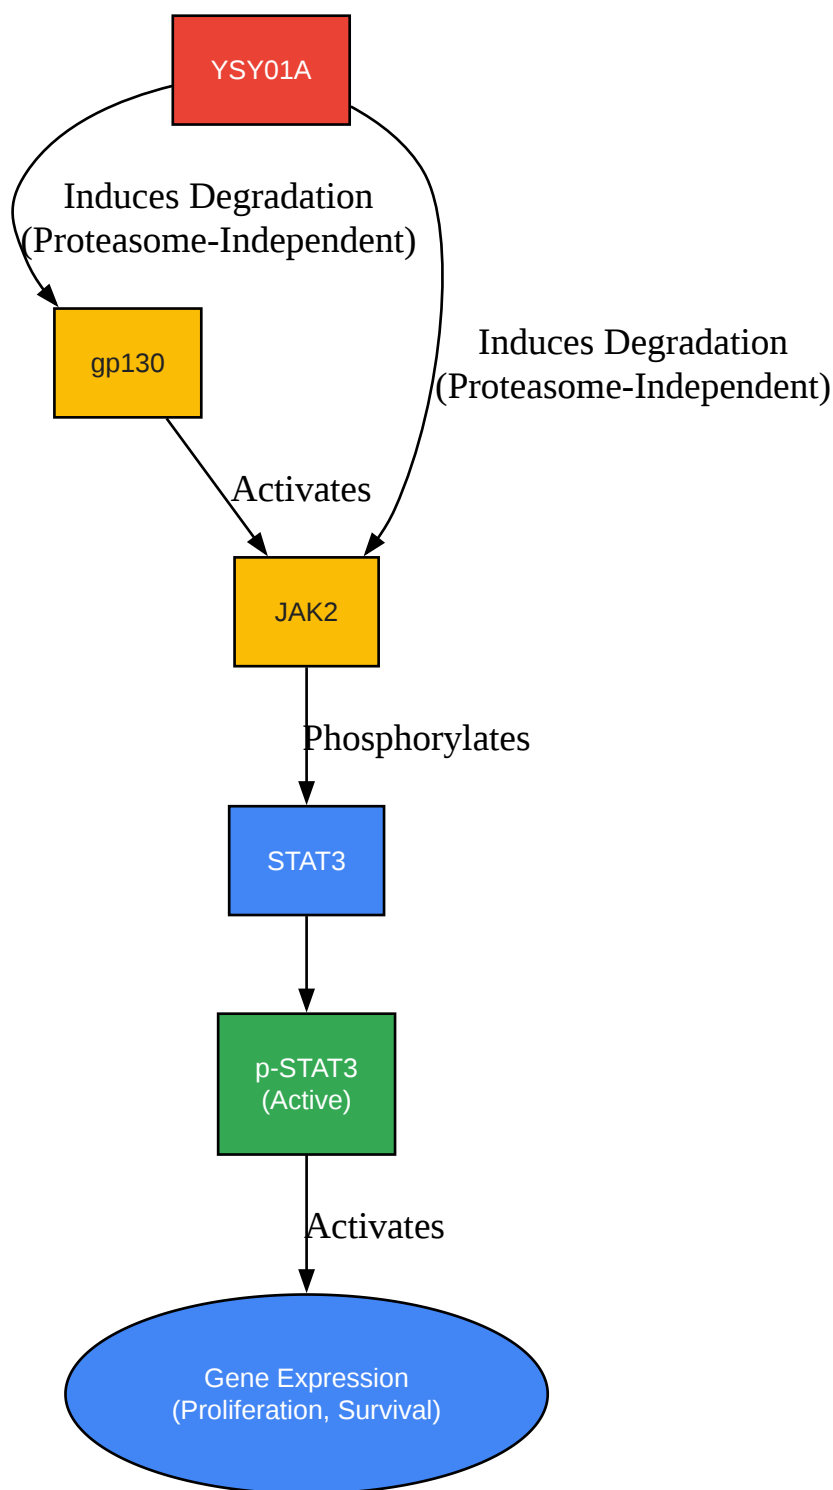 YSY01A
Induces Degradation
(Proteasome-Independent)
Induces Degradation
(Proteasome-Independent)
gp130
Activates
JAK2
Phosphorylates
STAT3
p-STAT3
(Active)
Activates
Gene Expression
(Proliferation, Survival)